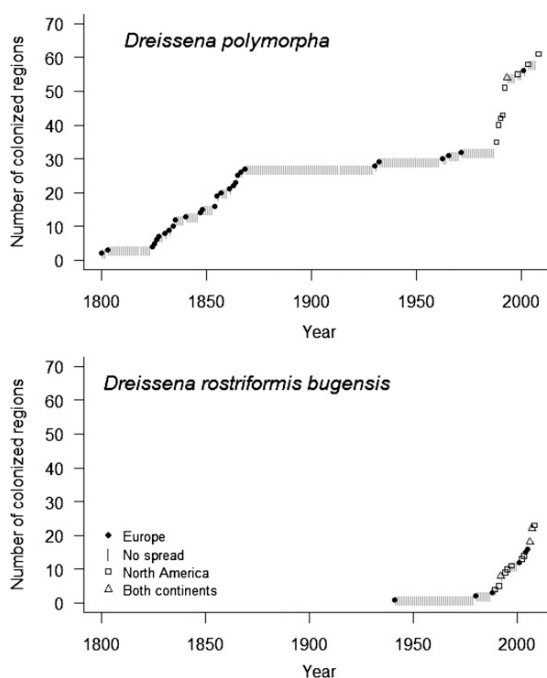 Dreissena polymorpha
Number of colonized regions
70
60
50
40
30
20
10
0
1800 1850 1900 1950 2000
Year
Dreissena rostriformis bugensis
Number of colonized regions
70
60
50
40
30
20
10
0
Europe
No spread
North America
Both continents
1800 1850 1900 1950 2000
Year